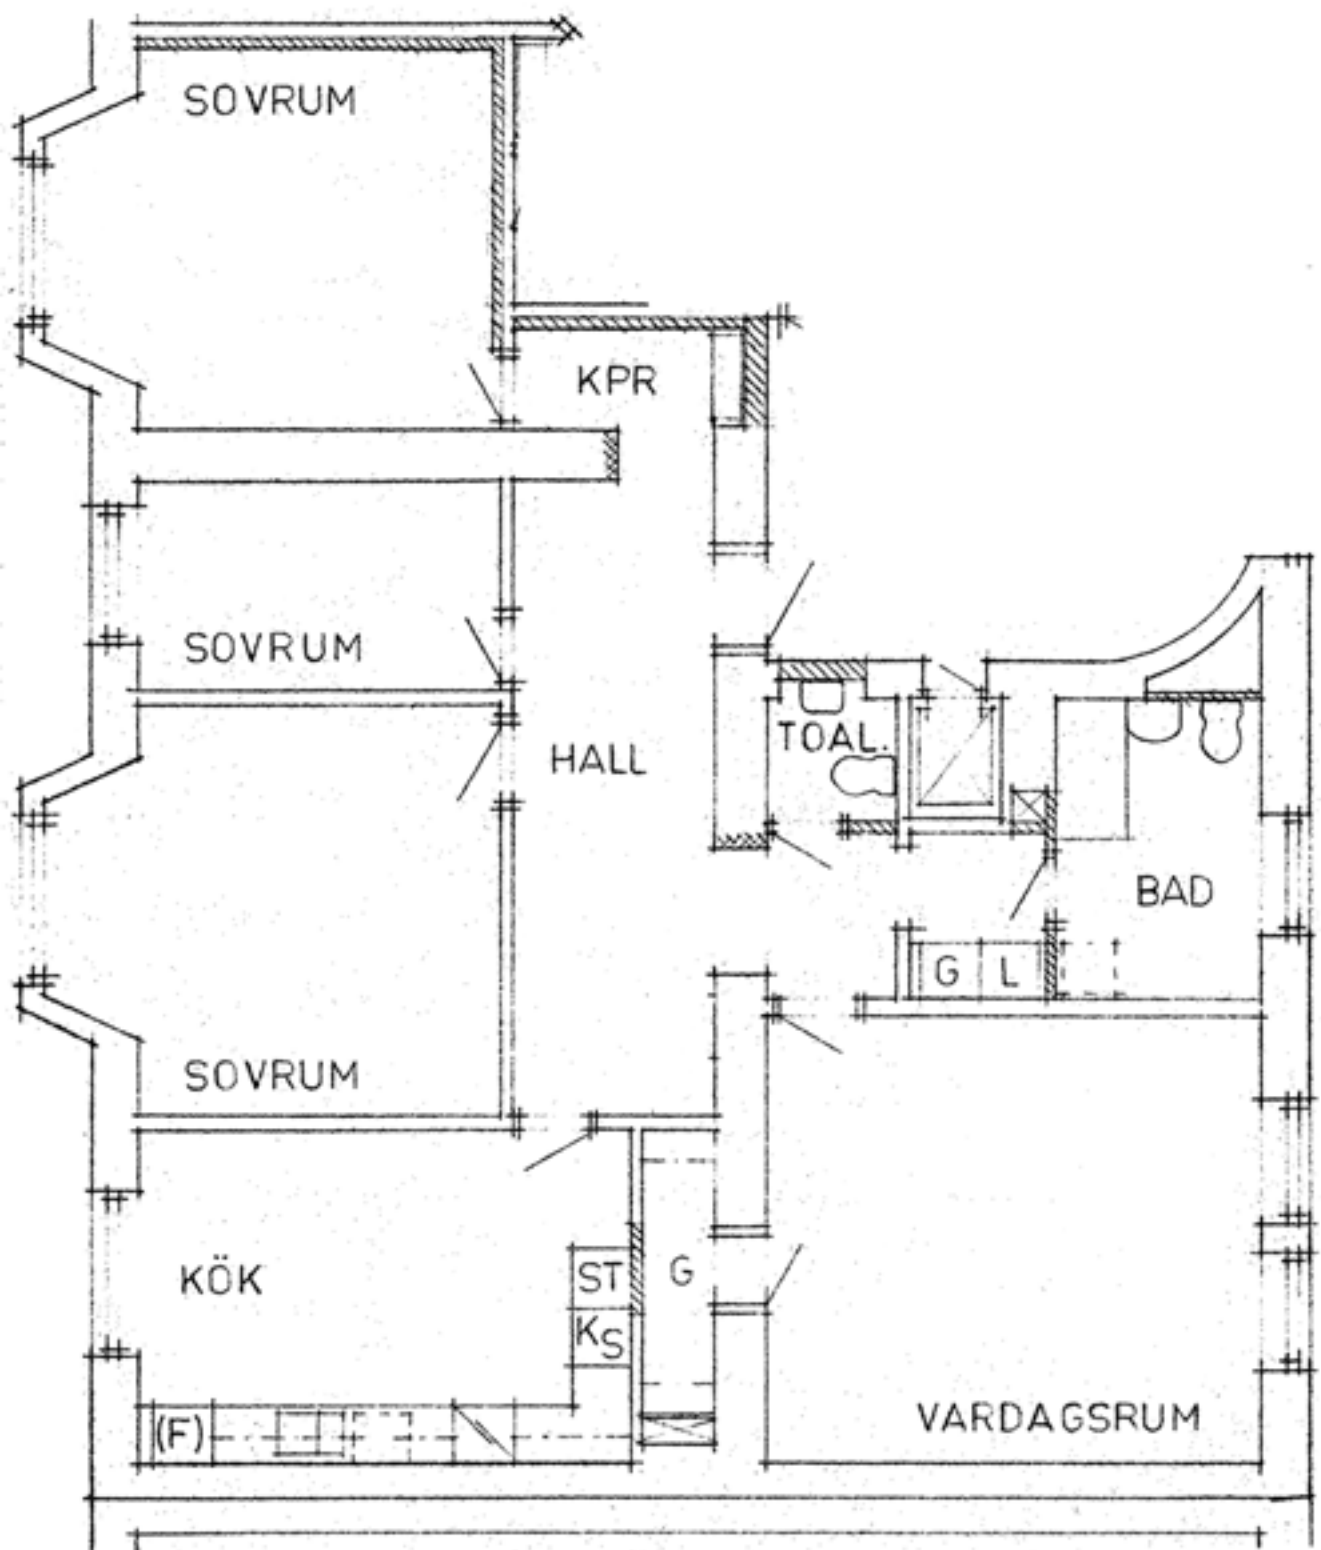 SOVRUM
KPR
SOVRUM
TOAL.
HALL
BAD
G
L
SOVRUM
KÖK
ST
G
KS
(F)
VARDAGSRUM